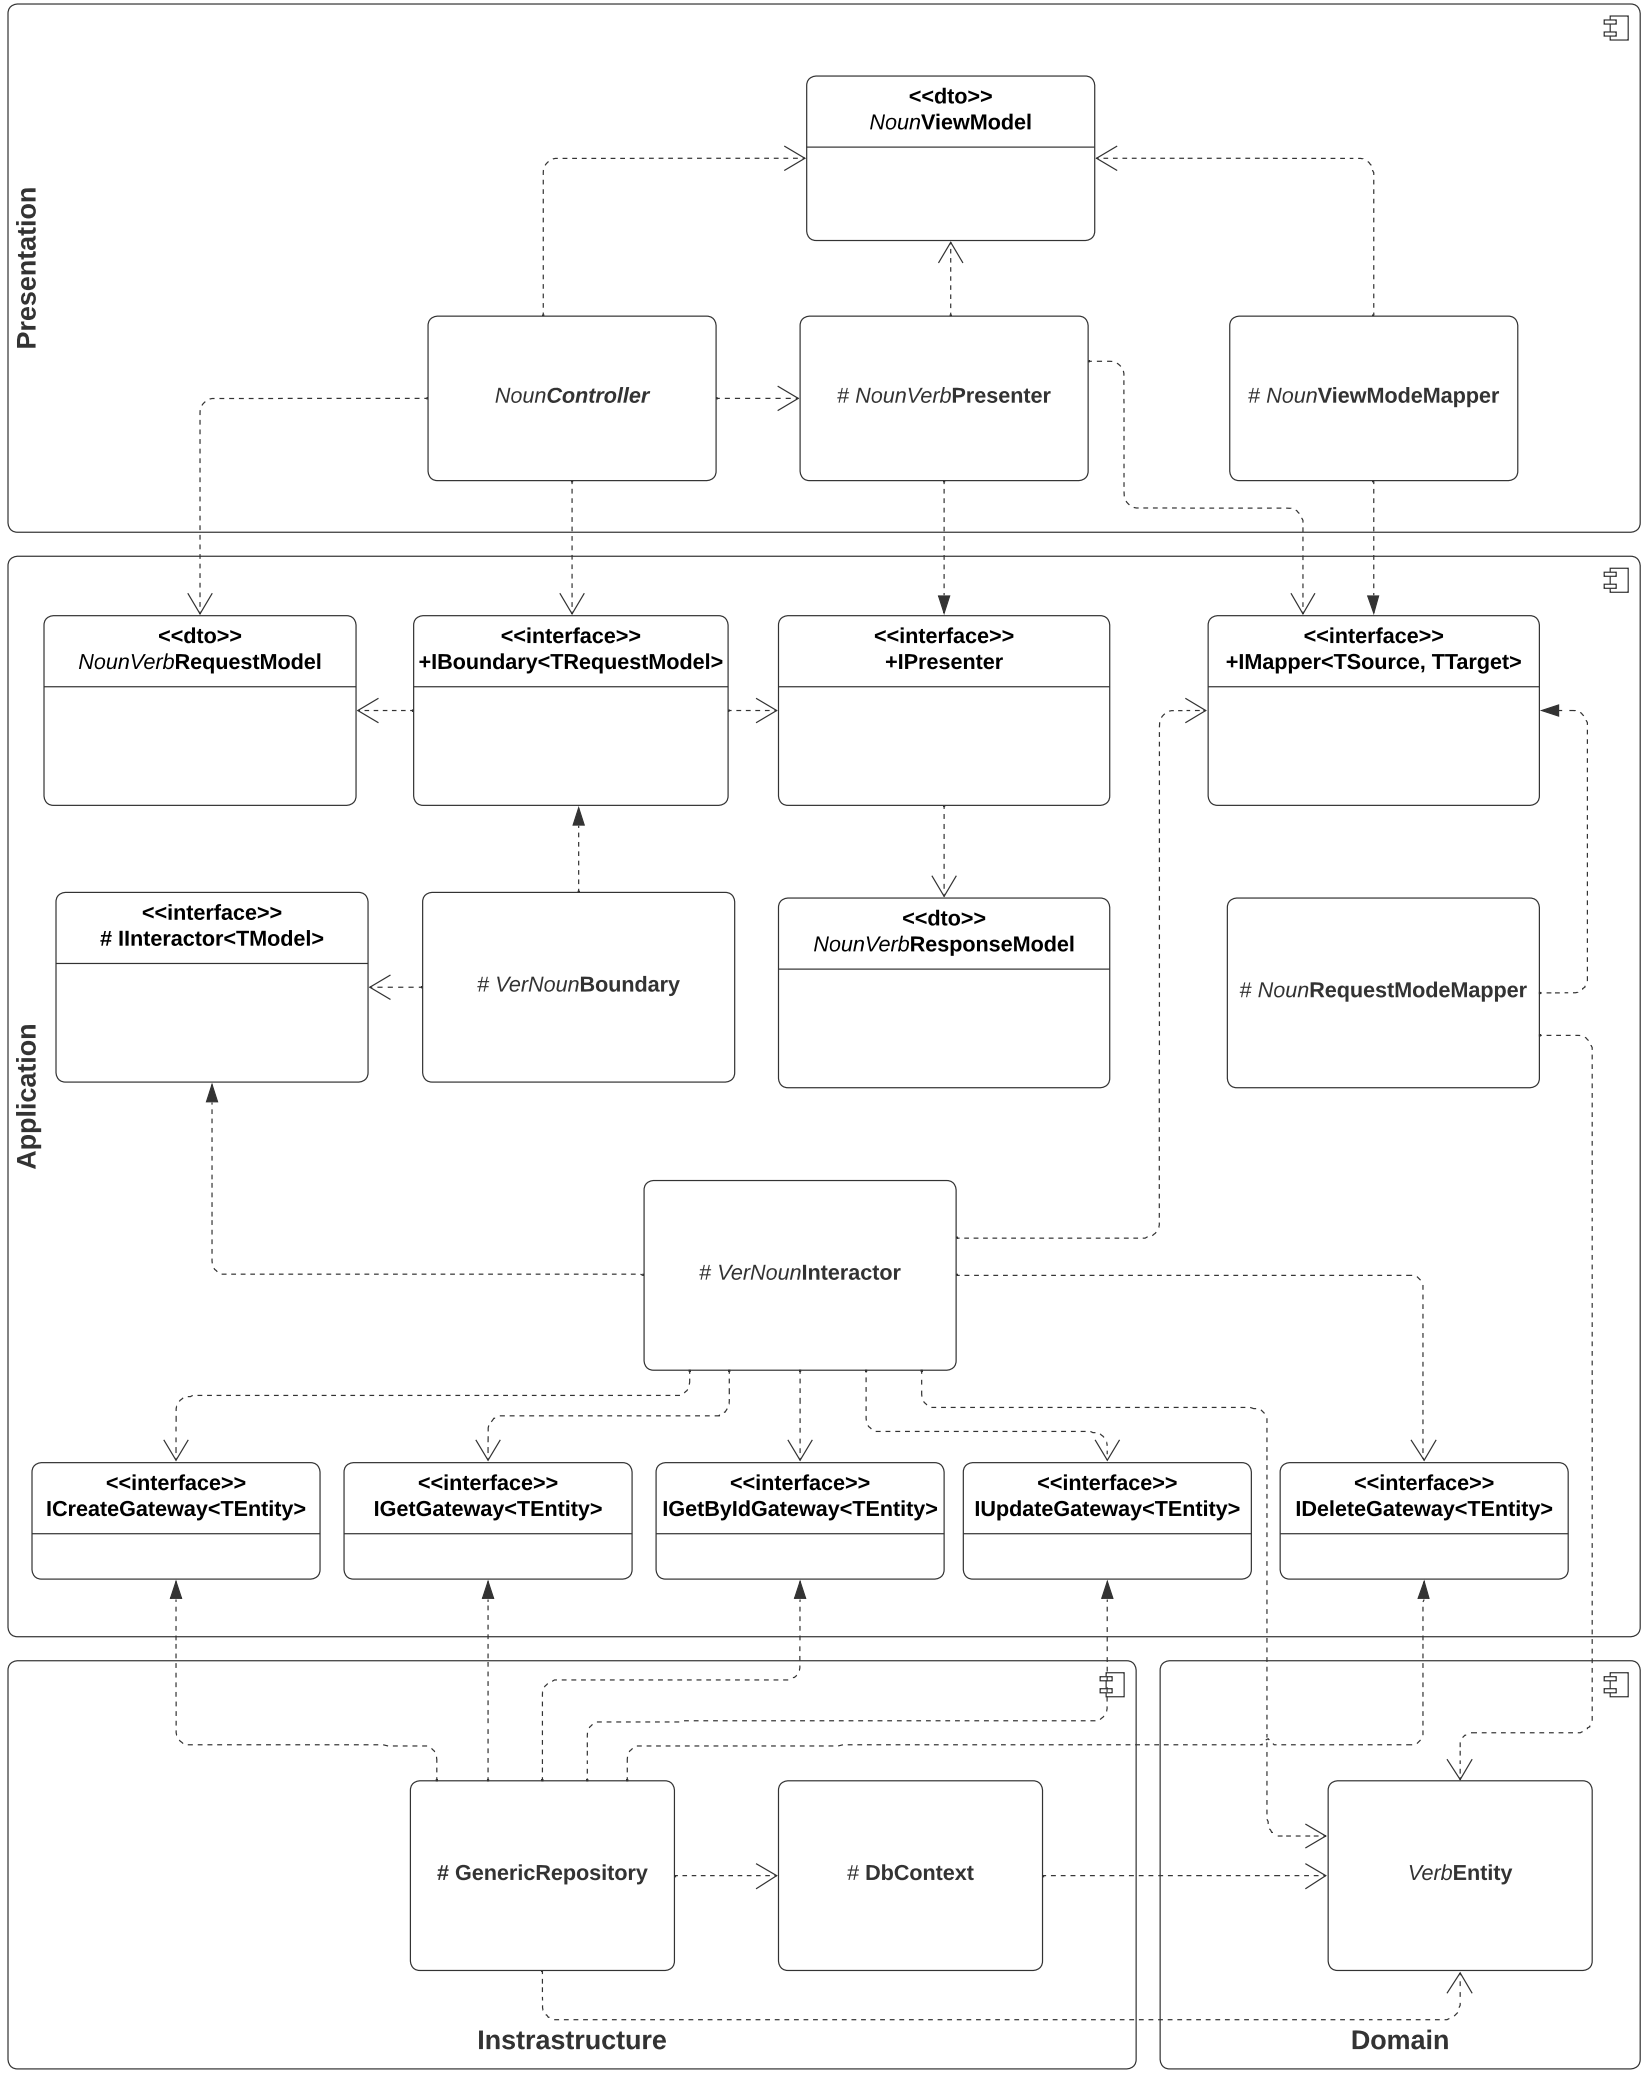 Presentation
<<dto>>
NounViewModel
NounController
# NounVerbPresenter
# NounViewModeMapper
Application
<<dto>>
NounVerbRequestModel
<<interface>>
+IBoundary<TRequestModel>
<<interface>>
+IPresenter
<<interface>>
+IMapper<TSource, TTarget>
<<interface>>
# IInteractor<TModel>
# VerNounBoundary
<<dto>>
NounVerbResponseModel
# NounRequestModeMapper
# VerNounInteractor
<<interface>>
ICreateGateway<TEntity>
<<interface>>
IGetGateway<TEntity>
<<interface>>
IGetByIdGateway<TEntity>
<<interface>>
IUpdateGateway<TEntity>
<<interface>>
IDeleteGateway<TEntity>
# GenericRepository
# DbContext
VerbEntity
Instrastructure
Domain